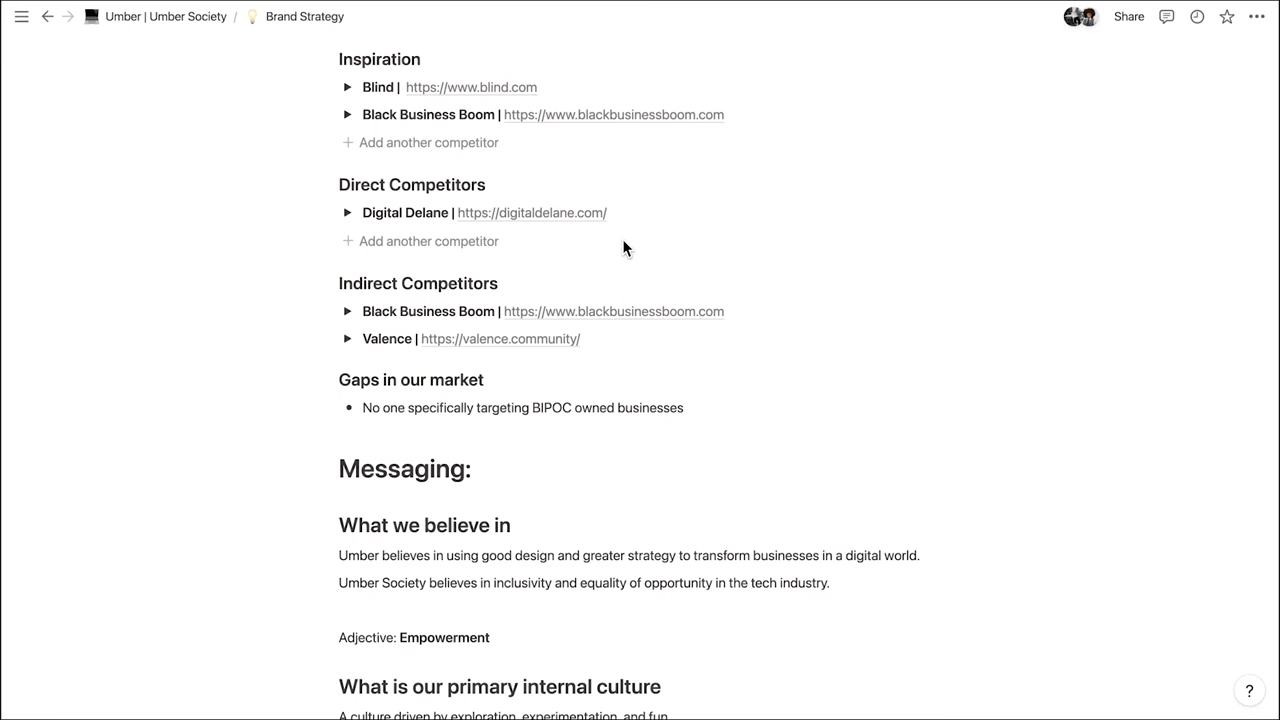 Umber | Umber Society / Brand Strategy Share
Inspiration
Blind | https://www.blind.com
Black Business Boom | https://www.blackbusinessboom.com
+ Add another competitor
Direct Competitors
Digital Delane | https://digitaldelane.com/
+ Add another competitor
Indirect Competitors
Black Business Boom | https://www.blackbusinessboom.com
Valence | https://valence.community/
Gaps in our market
• No one specifically targeting BIPOC owned businesses
Messaging:
What we believe in
Umber believes in using good design and greater strategy to transform businesses in a digital world.
Umber Society believes in inclusivity and equality of opportunity in the tech industry.
Adjective: Empowerment
What is our primary internal culture
A culture driven by exploration, experimentation, and fun
?